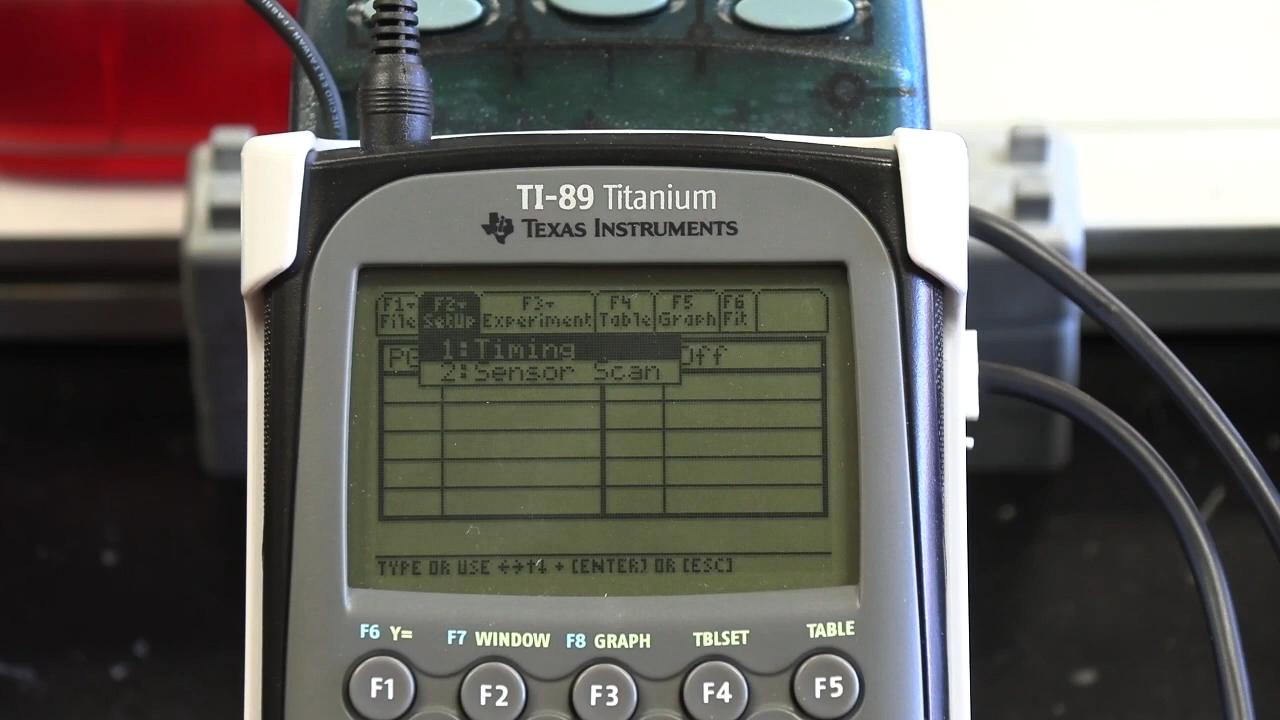 TI-89 Titanium
TEXAS INSTRUMENTS
F1 F2 F3 F4 F5 F6
File SetUp Experiment Table Graph Fit
1:Timing Off
2:Sensor Scan
TYPE OR USE ←→↑↓ + [ENTER] OR [ESC]
F6 Y= F7 WINDOW F8 GRAPH TBLSET TABLE
F1 F2 F3 F4 F5